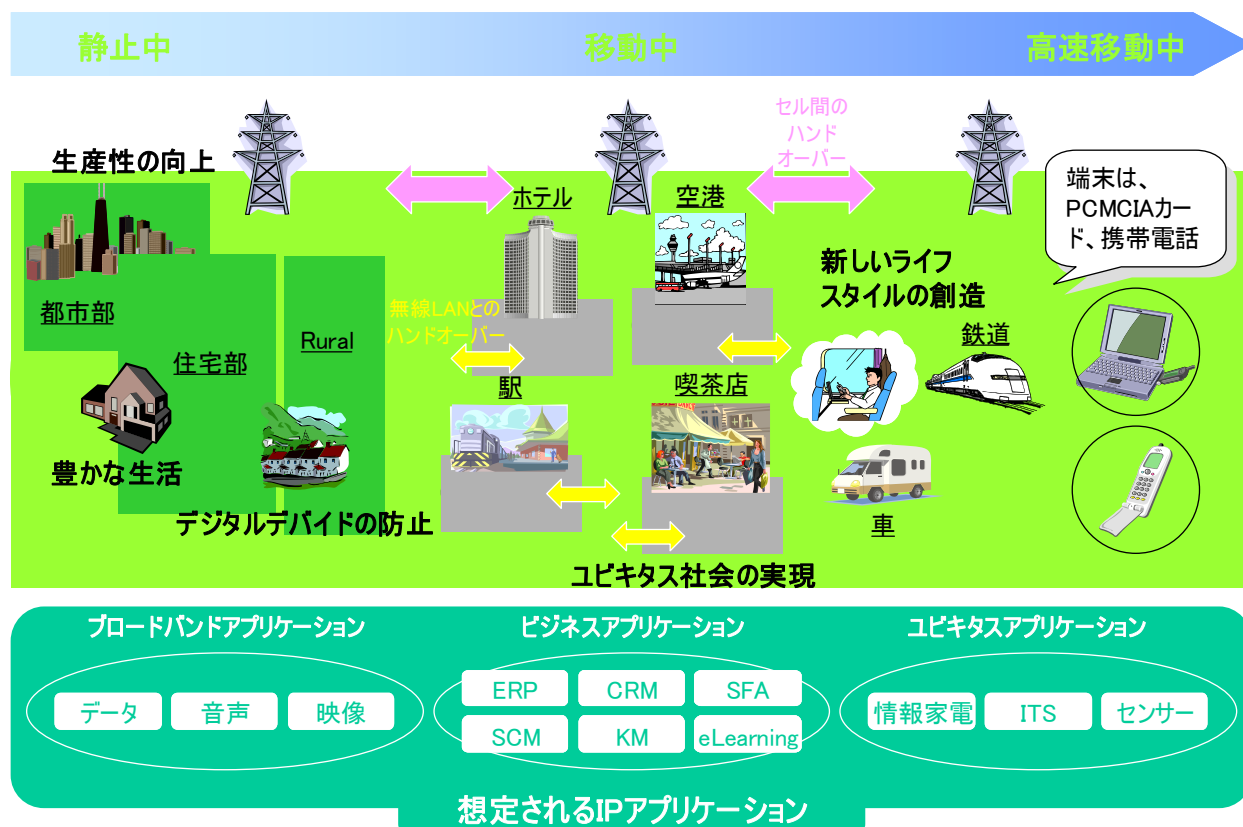 静止中
移動中
高速移動中
セル間の
ハンド
オーバー
生産性の向上
端末は、
PCMCIAカー
ド、携帯電話
ホテル
空港
新しいライフ
スタイルの創造
都市部
無線LANとの
ハンドオーバー
Rural
鉄道
住宅部
駅
喫茶店
豊かな生活
デジタルデバイドの防止
車
ユビキタス社会の実現
ブロードバンドアプリケーション
ビジネスアプリケーション
ユビキタスアプリケーション
データ
音声
映像
ERP
CRM
SFA
SCM
KM
eLearning
情報家電
ITS
センサー
想定されるIPアプリケーション